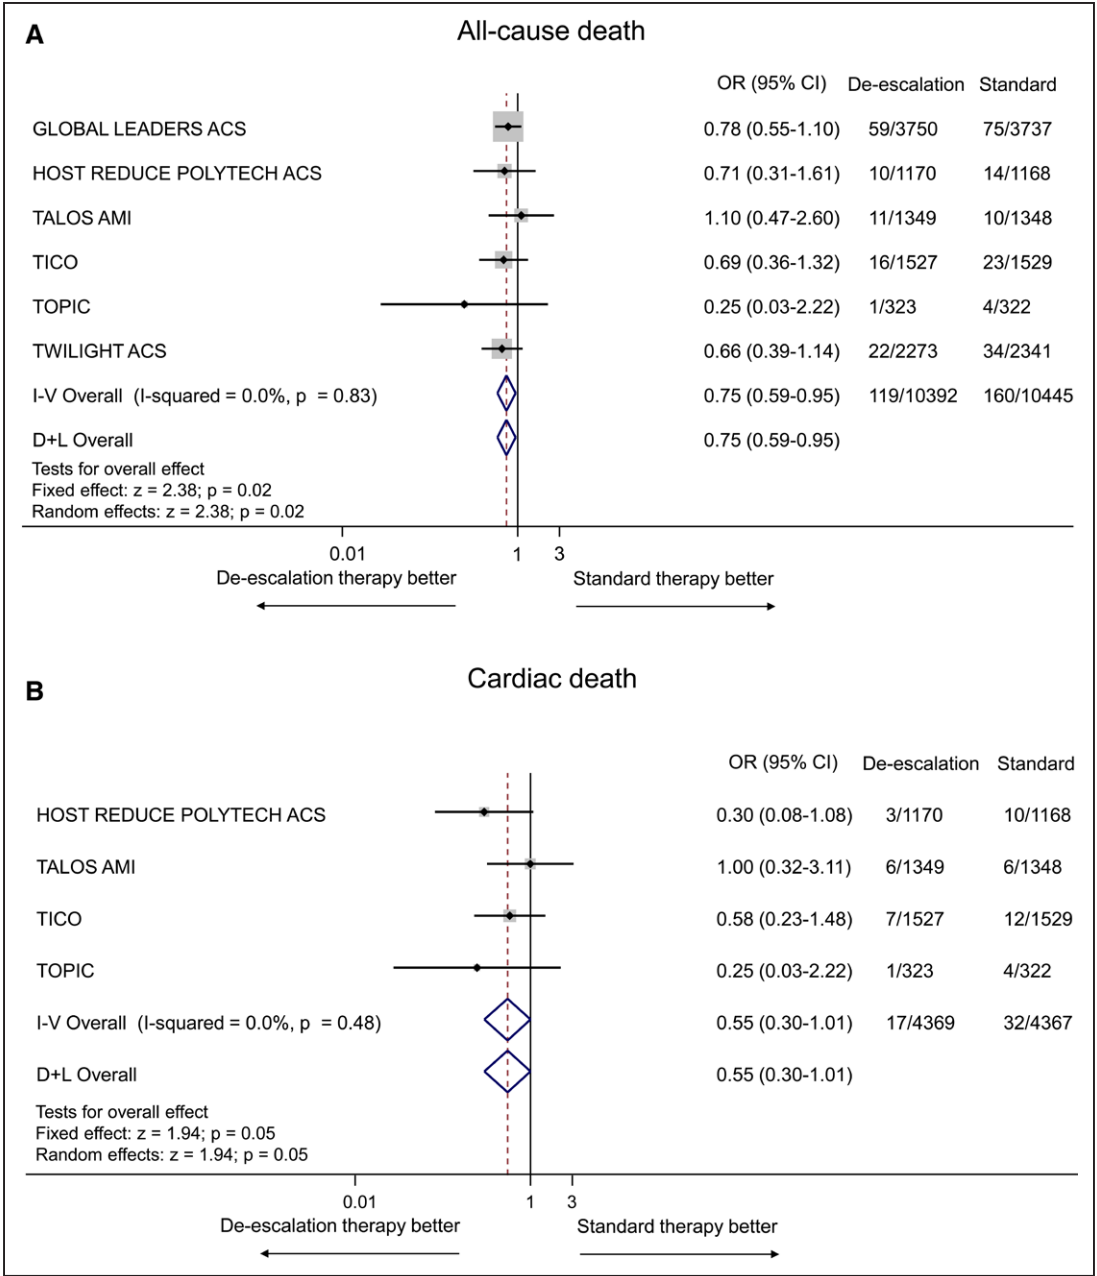 A
All-cause death
OR (95% CI) De-escalation Standard
GLOBAL LEADERS ACS 0.78 (0.55-1.10) 59/3750 75/3737
HOST REDUCE POLYTECH ACS 0.71 (0.31-1.61) 10/1170 14/1168
TALOS AMI 1.10 (0.47-2.60) 11/1349 10/1348
TICO 0.69 (0.36-1.32) 16/1527 23/1529
TOPIC 0.25 (0.03-2.22) 1/323 4/322
TWILIGHT ACS 0.66 (0.39-1.14) 22/2273 34/2341
I-V Overall (I-squared = 0.0%, p = 0.83) 0.75 (0.59-0.95) 119/10392 160/10445
D+L Overall 0.75 (0.59-0.95)
Tests for overall effect
Fixed effect: z = 2.38; p = 0.02
Random effects: z = 2.38; p = 0.02
0.01 1 3
De-escalation therapy better Standard therapy better
B
Cardiac death
OR (95% CI) De-escalation Standard
HOST REDUCE POLYTECH ACS 0.30 (0.08-1.08) 3/1170 10/1168
TALOS AMI 1.00 (0.32-3.11) 6/1349 6/1348
TICO 0.58 (0.23-1.48) 7/1527 12/1529
TOPIC 0.25 (0.03-2.22) 1/323 4/322
I-V Overall (I-squared = 0.0%, p = 0.48) 0.55 (0.30-1.01) 17/4369 32/4367
D+L Overall 0.55 (0.30-1.01)
Tests for overall effect
Fixed effect: z = 1.94; p = 0.05
Random effects: z = 1.94; p = 0.05
0.01 1 3
De-escalation therapy better Standard therapy better